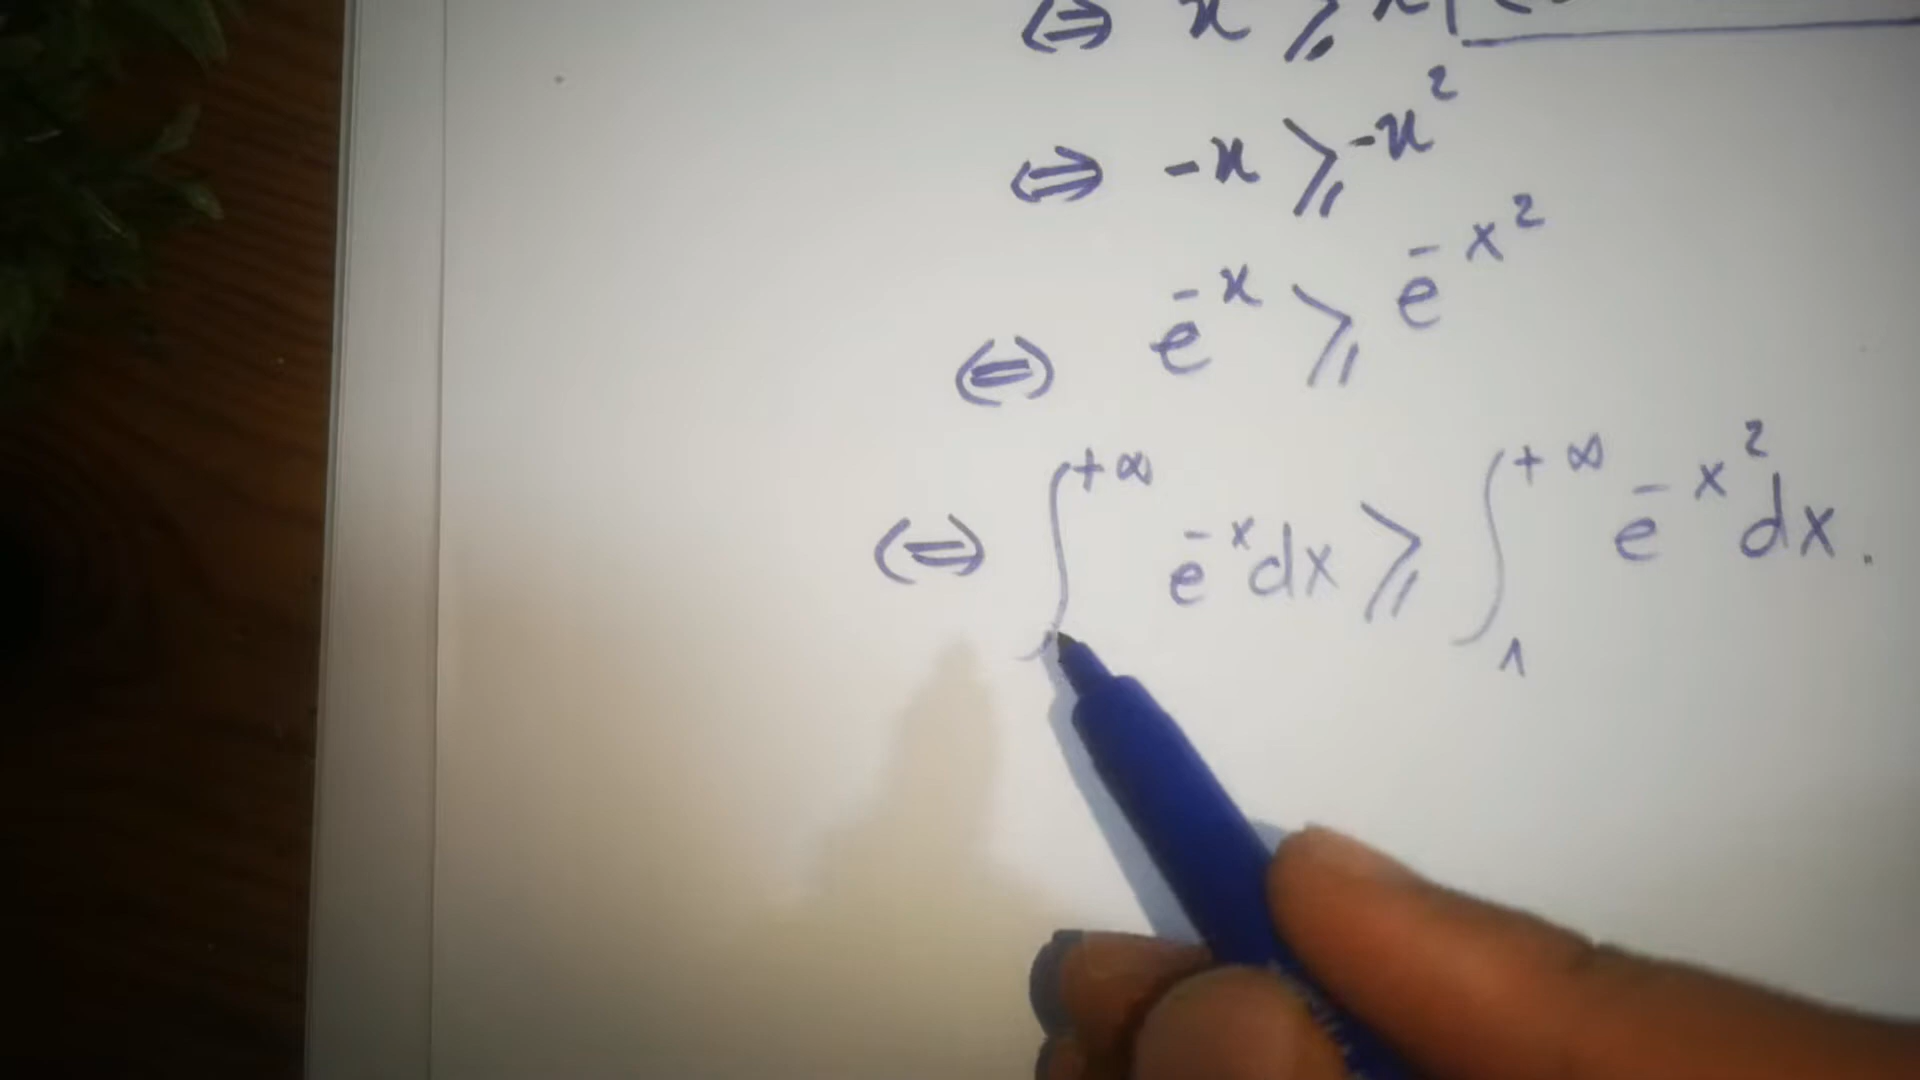 ⇔ x ⩾ x
⇔ -x ⩾ -x²
⇔ e^-x ⩾ e^-x²
⇔ ∫^+∞ e^-x dx ⩾ ∫_1^+∞ e^-x² dx.